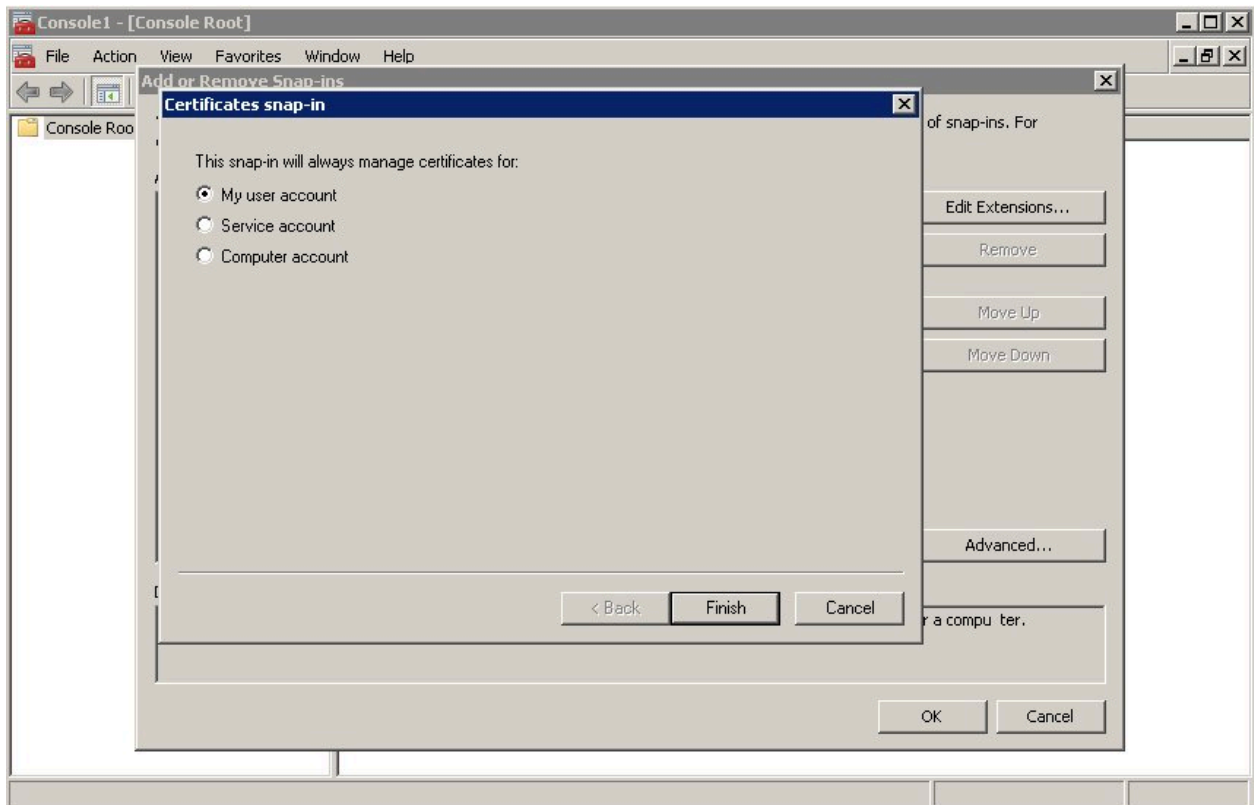 Console1 - [Console Root]
File Action View Favorites Window Help
Add or Remove Snap-ins
Certificates snap-in
Console Roo
of snap-ins. For
This snap-in will always manage certificates for:
My user account
Service account
Computer account
Edit Extensions...
Remove
Move Up
Move Down
Advanced...
< Back Finish Cancel
r a compu ter.
OK Cancel